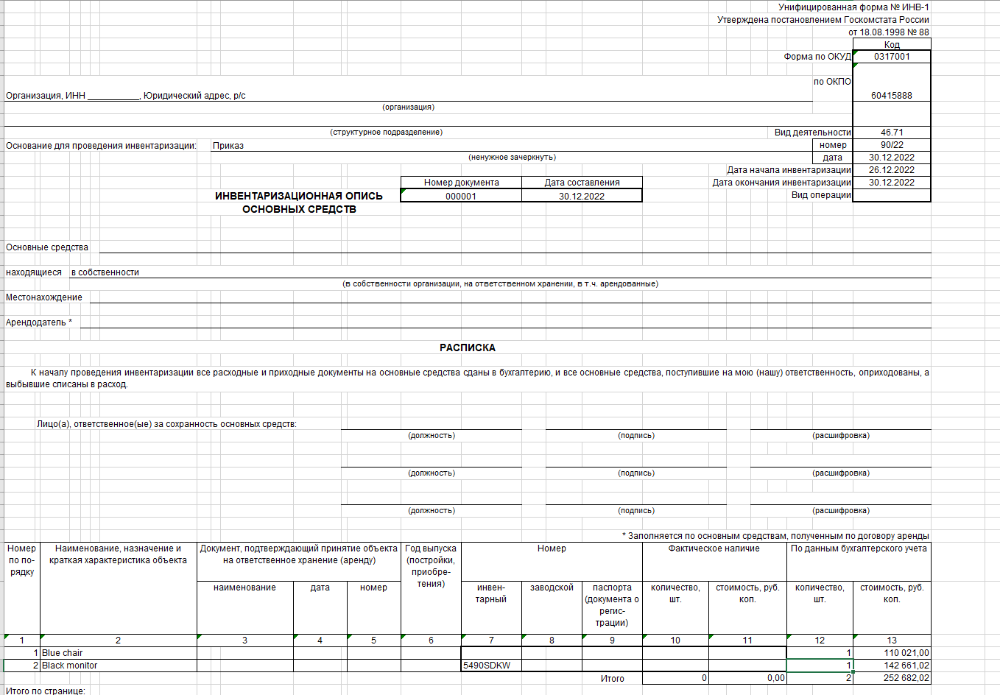 Унифицированная форма № ИНВ-1
Утверждена постановлением Госкомстата России
от 18.08.1998 № 88
Код
Форма по ОКУД 0317001
по ОКПО
Организация, ИНН __________, Юридический адрес, р/с 60415888
(организация)
(структурное подразделение) Вид деятельности 46.71
Основание для проведения инвентаризации: Приказ номер 90/22
(ненужное зачеркнуть) дата 30.12.2022
Дата начала инвентаризации 26.12.2022
Номер документа Дата составления Дата окончания инвентаризации 30.12.2022
ИНВЕНТАРИЗАЦИОННАЯ ОПИСЬ 000001 30.12.2022 Вид операции
ОСНОВНЫХ СРЕДСТВ
Основные средства
находящиеся в собственности
(в собственности организации, на ответственном хранении, в т.ч. арендованные)
Местонахождение
Арендодатель *
РАСПИСКА
К началу проведения инвентаризации все расходные и приходные документы на основные средства сданы в бухгалтерию, и все основные средства, поступившие на мою (нашу) ответственность, оприходованы, а
выбывшие списаны в расход.
Лицо(а), ответственное(ые) за сохранность основных средств:
(должность) (подпись) (расшифровка)
(должность) (подпись) (расшифровка)
(должность) (подпись) (расшифровка)
* Заполняется по основным средствам, полученным по договору аренды
Номер по по-рядку
Наименование, назначение и краткая характеристика объекта
Документ, подтверждающий принятие объекта на ответственное хранение (аренду)
Год выпуска (постройки, приобре-тения)
Номер
Фактическое наличие
По данным бухгалтерского учета
наименование дата номер
инвен-тарный
заводской
паспорта (документа о регис-трации)
количество, шт.
стоимость, руб. коп.
количество, шт.
стоимость, руб. коп.
1 2 3 4 5 6 7 8 9 10 11 12 13
1 Blue chair 1 110 021,00
2 Black monitor 5490SDKW 1 142 661,02
Итого 0 0,00 2 252 682,02
Итого по странице: